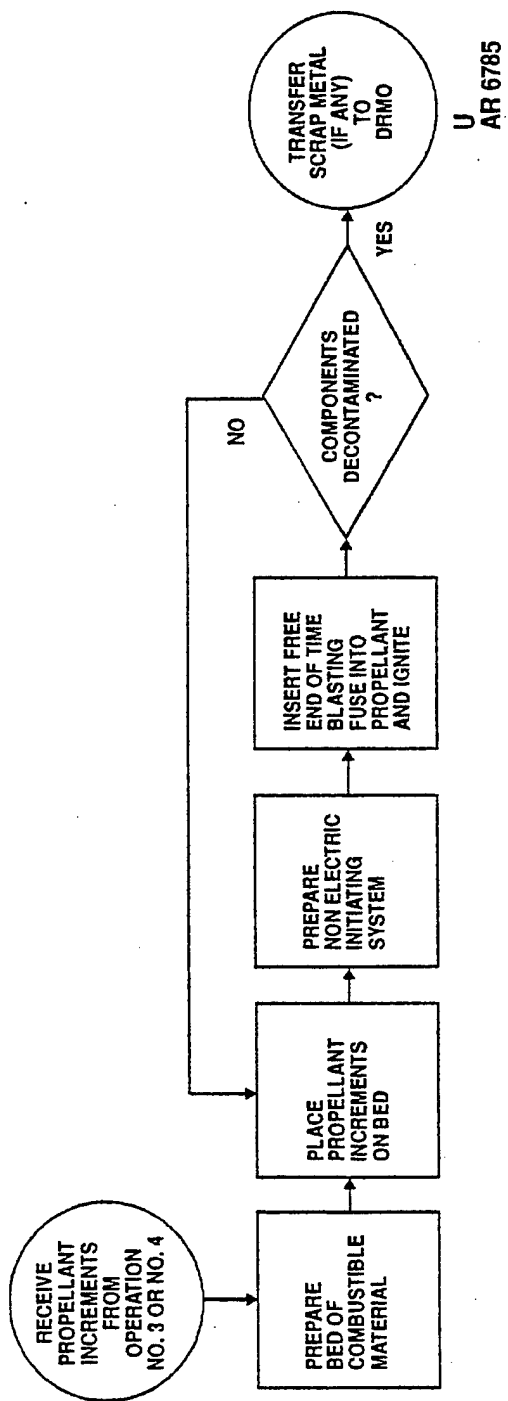 RECEIVE
PROPELLANT
INCREMENTS
FROM
OPERATION
NO. 3 OR NO. 4
PREPARE
BED OF
COMBUSTIBLE
MATERIAL
PLACE
PROPELLANT
INCREMENTS
ON BED
PREPARE
NON ELECTRIC
INITIATING
SYSTEM
INSERT FREE
END OF TIME
BLASTING
FUSE INTO
PROPELLANT
AND IGNITE
COMPONENTS
DECONTAMINATED
?
NO
YES
TRANSFER
SCRAP METAL
(IF ANY)
TO
DRMO
U
AR 6785